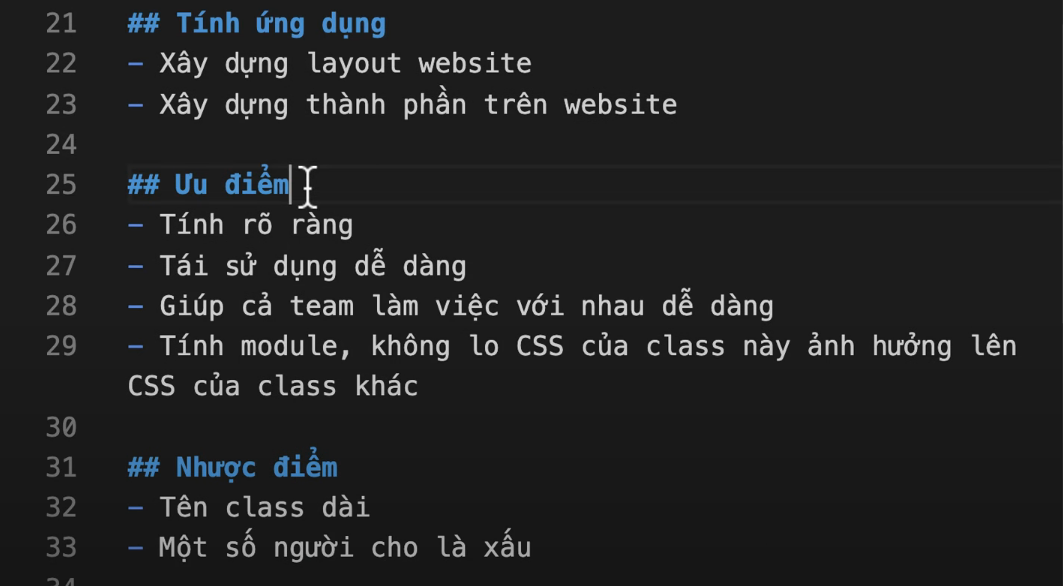 21 ## Tính ứng dụng
22 - Xây dựng layout website
23 - Xây dựng thành phần trên website
24
25 ## Ưu điểm
26 - Tính rõ ràng
27 - Tái sử dụng dễ dàng
28 - Giúp cả team làm việc với nhau dễ dàng
29 - Tính module, không lo CSS của class này ảnh hưởng lên
CSS của class khác
30
31 ## Nhược điểm
32 - Tên class dài
33 - Một số người cho là xấu
34